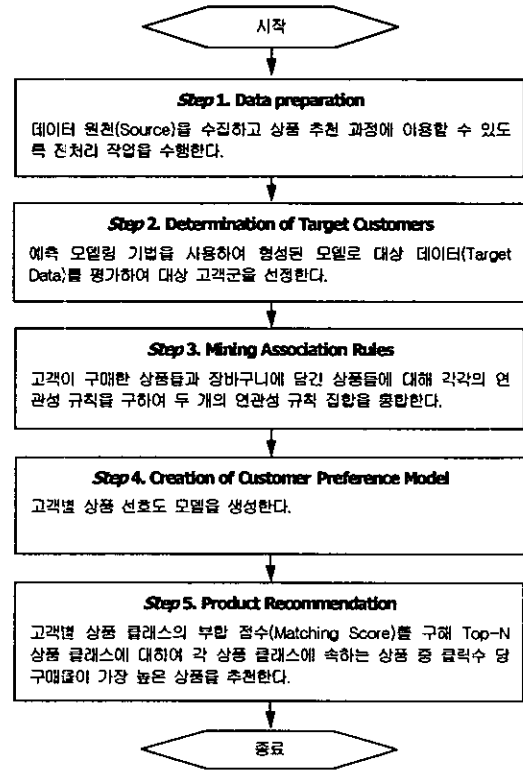 시작
Step 1. Data preparation
데이터 원천(Source)을 수집하고 상품 추천 과정에 이용할 수 있도
록 전처리 작업을 수행한다.
Step 2. Determination of Target Customers
예측 모델링 기법을 사용하여 형성된 모델로 대상 데이터(Target
Data)를 평가하여 대상 고객군을 선정한다.
Step 3. Mining Association Rules
고객이 구매한 상품들과 장바구니에 담긴 상품들에 대해 각각의 연
관성 규칙을 구하여 두 개의 연관성 규칙 집합을 통합한다.
Step 4. Creation of Customer Preference Model
고객별 상품 선호도 모델을 생성한다.
Step 5. Product Recommendation
고객별 상품 클래스의 부합 점수(Matching Score)를 구해 Top-N
상품 클래스에 대하여 각 상품 클래스에 속하는 상품 중 클릭수 당
구매율이 가장 높은 상품을 추천한다.
종료